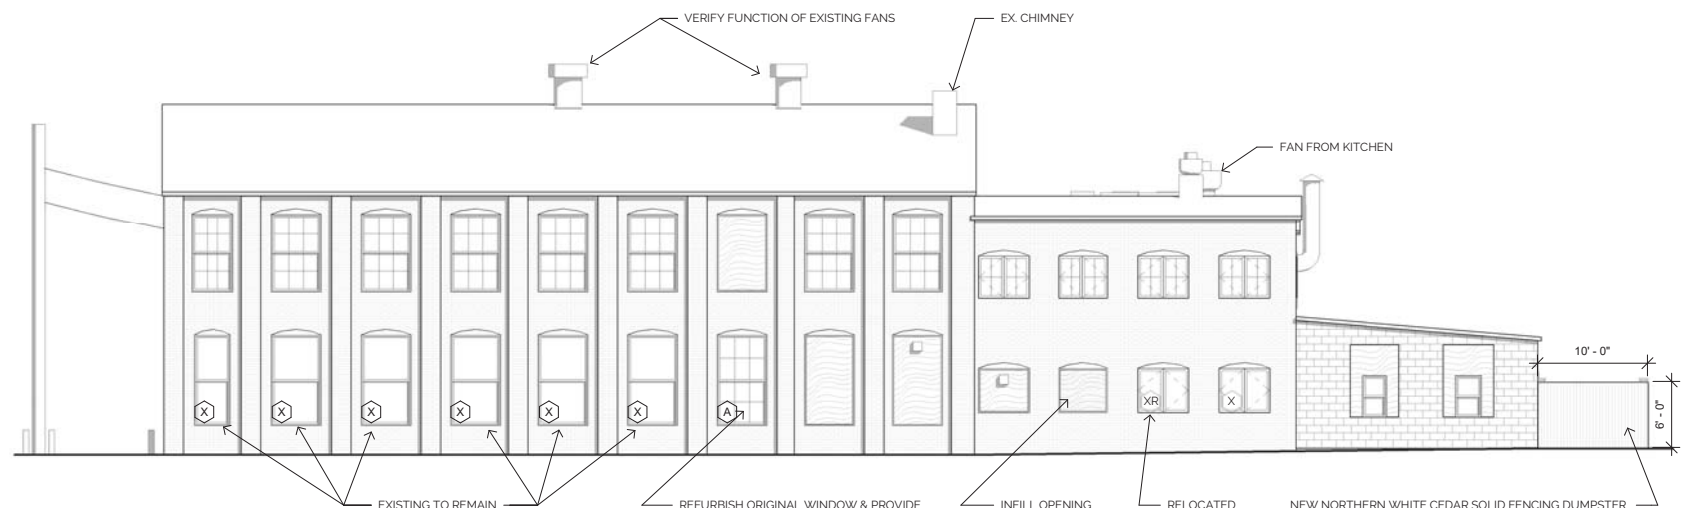 VERIFY FUNCTION OF EXISTING FANS
EX. CHIMNEY
FAN FROM KITCHEN
10' - 0"
6' - 0"
X
X
X
X
X
X
A
XR
X
EXISTING TO REMAIN
REFURBISH ORIGINAL WINDOW & PROVIDE
INFILL OPENING
RELOCATED
NEW NORTHERN WHITE CEDAR SOLID FENCING DUMPSTER